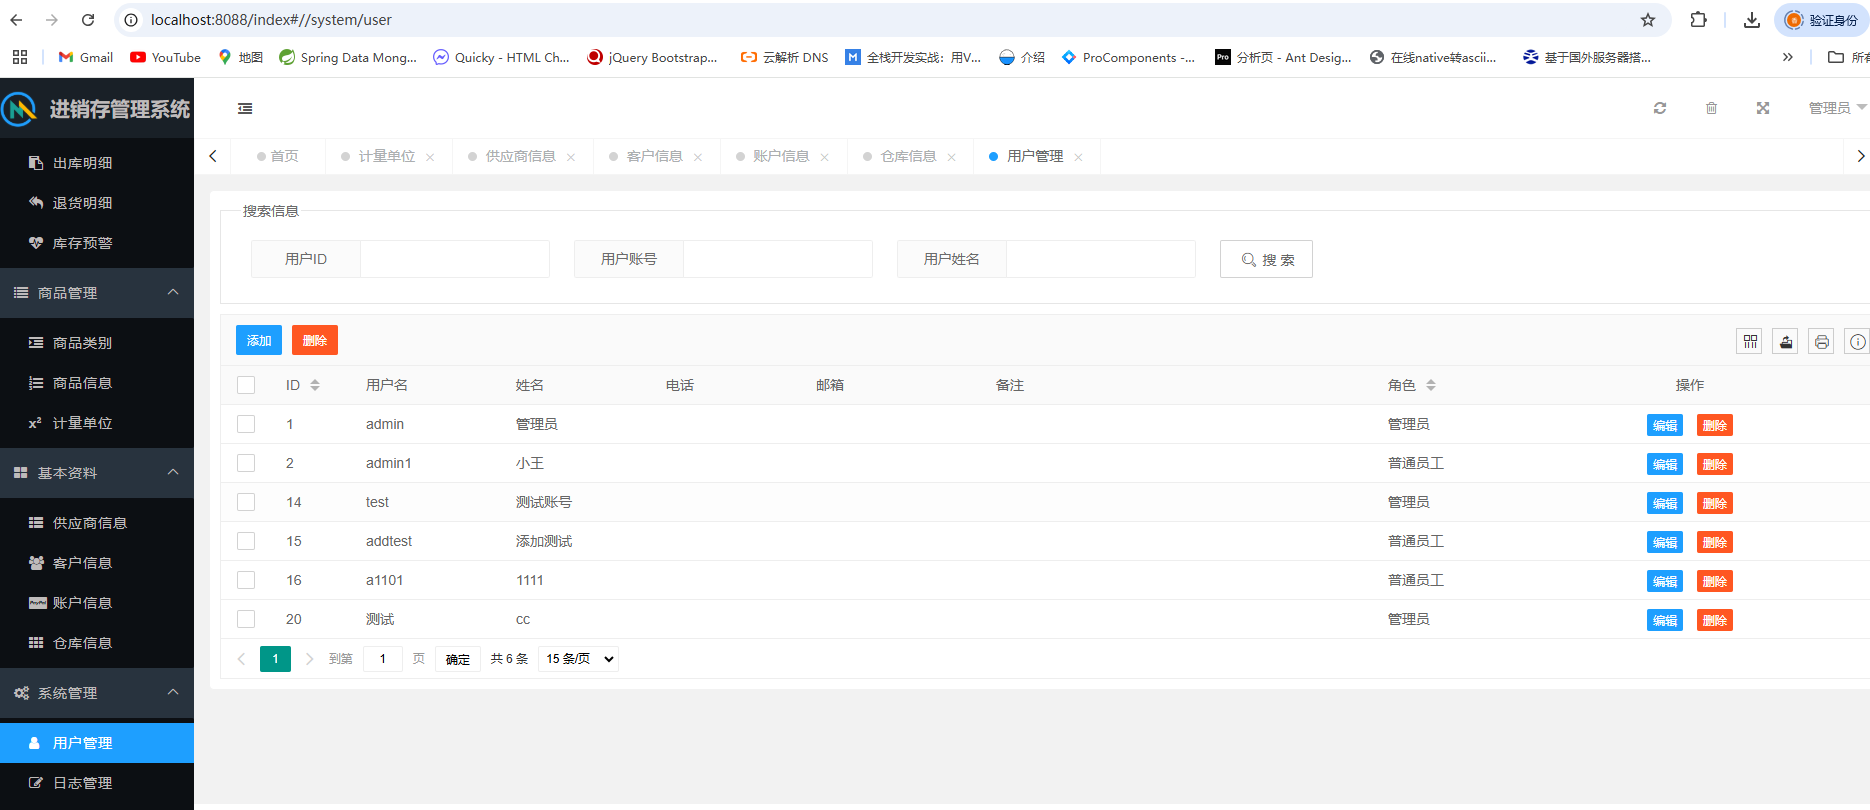 localhost:8088/index#//system/user
验证身份
Gmail
YouTube
地图
Spring Data Mong...
Quicky - HTML Ch...
jQuery Bootstrap...
云解析 DNS
全栈开发实战：用V...
介绍
ProComponents -...
分析页 - Ant Desig...
在线native转ascii...
基于国外服务器搭...
进销存管理系统
管理员
首页
计量单位
供应商信息
客户信息
账户信息
仓库信息
用户管理
出库明细
退货明细
库存预警
商品管理
商品类别
商品信息
计量单位
基本资料
供应商信息
客户信息
账户信息
仓库信息
系统管理
用户管理
日志管理
搜索信息
用户ID
用户账号
用户姓名
搜 索
添加 删除
ID 用户名 姓名 电话 邮箱 备注 角色 操作
1 admin 管理员 管理员 编辑 删除
2 admin1 小王 普通员工 编辑 删除
14 test 测试账号 管理员 编辑 删除
15 addtest 添加测试 普通员工 编辑 删除
16 a1101 1111 普通员工 编辑 删除
20 测试 cc 管理员 编辑 删除
1 到第 1 页 确定 共 6 条 15 条/页